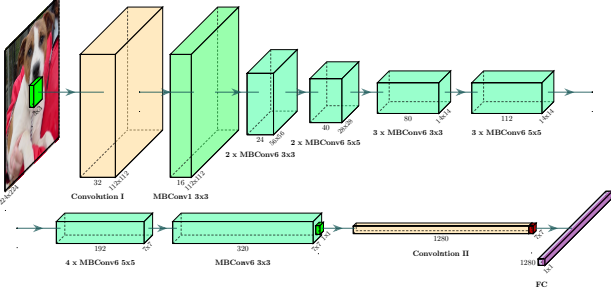 224x224
32
112x112
Convolution I
16
112x112
MBConv1 3x3
24
56x56
2 x MBConv6 3x3
40
28x28
2 x MBConv6 5x5
80
14x14
3 x MBConv6 3x3
112
14x14
3 x MBConv6 5x5
192
7x7
4 x MBConv6 5x5
320
7x7
1x1
MBConv6 3x3
1280
7x7
Convolution II
1280
1x1
FC